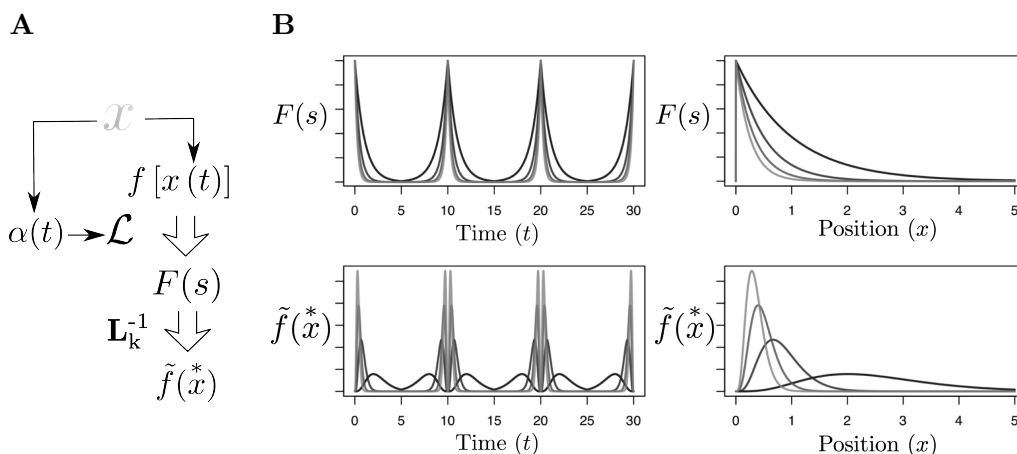 A
x
f [x (t)]
α(t)
ℒ
F(s)
L_k^{-1}
f̃(x^*)
B
F(s)
0 5 10 15 20 25 30
Time (t)
F(s)
0 1 2 3 4 5
Position (x)
f̃(x^*)
0 5 10 15 20 25 30
Time (t)
f̃(x^*)
0 1 2 3 4 5
Position (x)